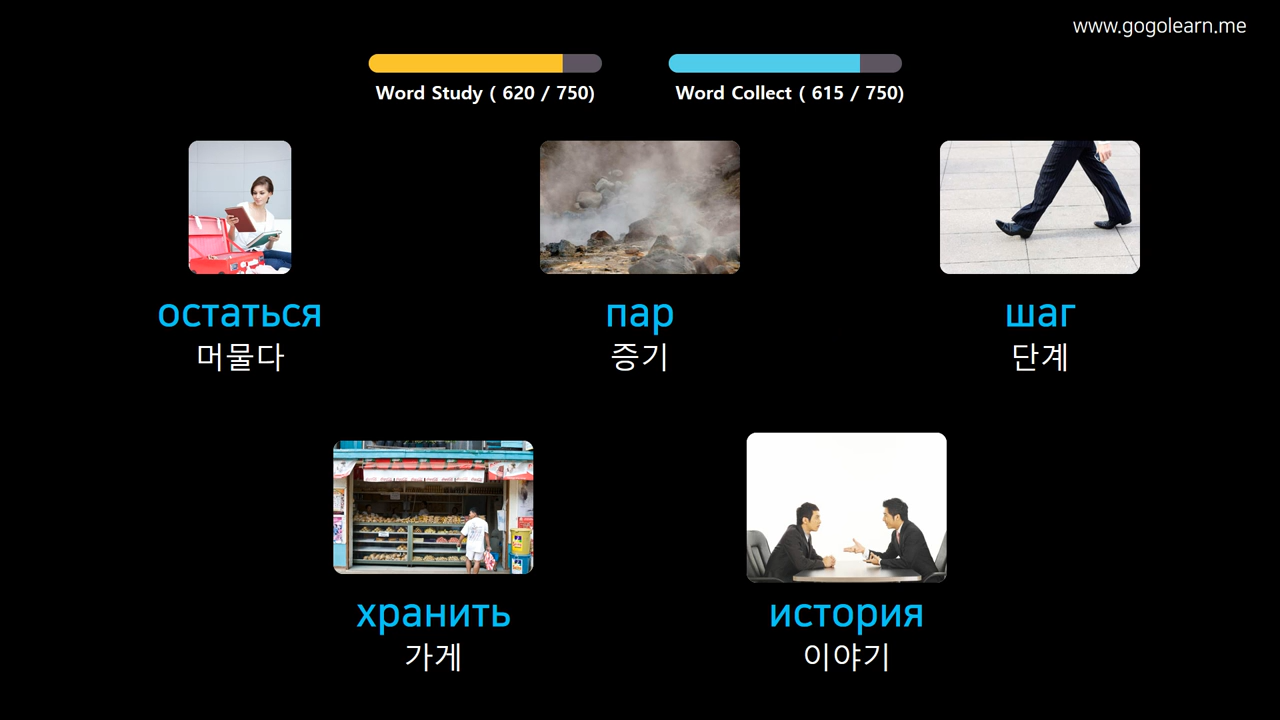 www.gogolearn.me
Word Study ( 620 / 750)
Word Collect ( 615 / 750)
остаться
머물다
пар
증기
шаг
단계
хранить
가게
история
이야기